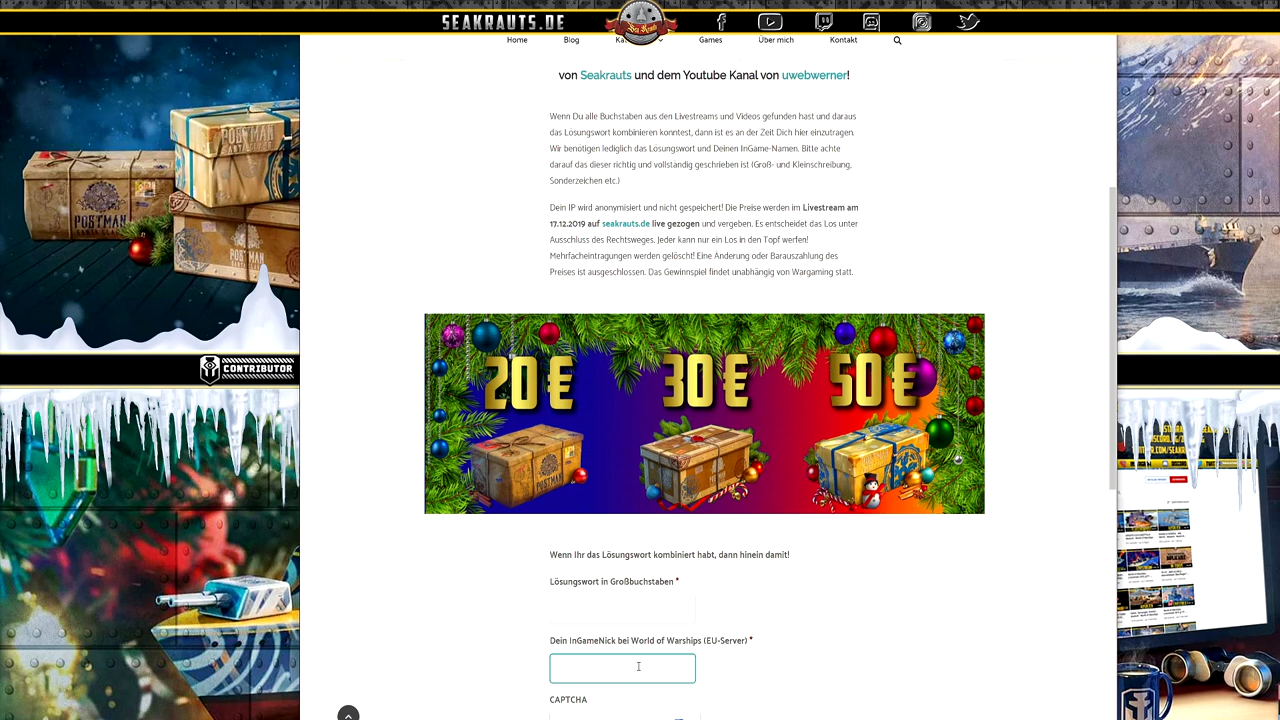 SEAKRAUTS.DE
Sea Krauts
Home Blog Games Über mich Kontakt
von Seakrauts und dem Youtube Kanal von uwebwerner!
Wenn Du alle Buchstaben aus den Livestreams und Videos gefunden hast und daraus
das Lösungswort kombinieren konntest, dann ist es an der Zeit Dich hier einzutragen.
Wir benötigen lediglich das Lösungswort und Deinen InGame-Namen. Bitte achte
darauf das dieser richtig und vollständig geschrieben ist (Groß- und Kleinschreibung,
Sonderzeichen etc.)
Dein IP wird anonymisiert und nicht gespeichert! Die Preise werden im Livestream am
17.12.2019 auf seakrauts.de live gezogen und vergeben. Es entscheidet das Los unter
Ausschluss des Rechtsweges. Jeder kann nur ein Los in den Topf werfen!
Mehrfacheintragungen werden gelöscht! Eine Änderung oder Barauszahlung des
Preises ist ausgeschlossen. Das Gewinnspiel findet unabhängig von Wargaming statt.
POSTMAN
POSTMAN
CONTRIBUTOR
20€ 30€ 50€
POSTMAN
Wenn Ihr das Lösungswort kombiniert habt, dann hinein damit!
Lösungswort in Großbuchstaben *
Dein InGameNick bei World of Warships (EU-Server) *
CAPTCHA